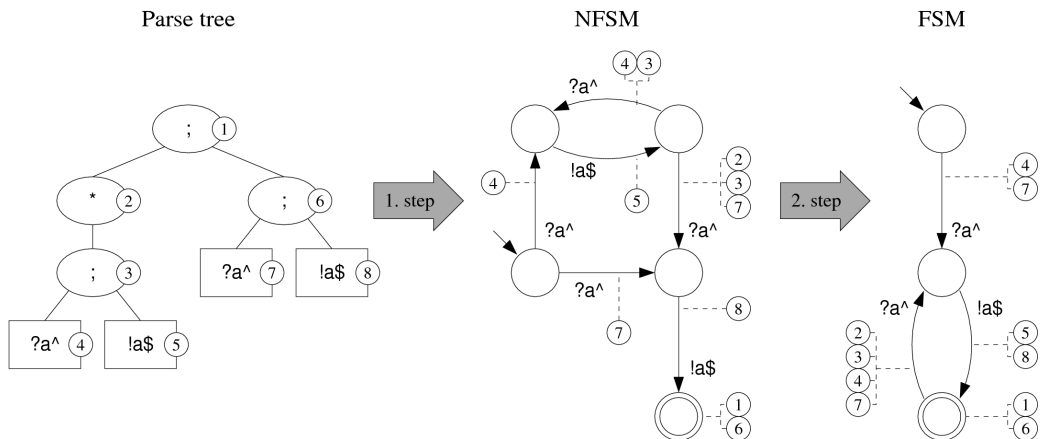 Parse tree
NFSM
FSM
; 1
* 2
; 6
; 3
?a^ 7
!a$ 8
?a^ 4
!a$ 5
1. step
4 3
?a^
!a$
5
4
2
3
7
?a^
?a^
?a^
7
8
!a$
1
6
2. step
4
7
?a^
?a^
!a$
2
3
4
7
5
8
1
6